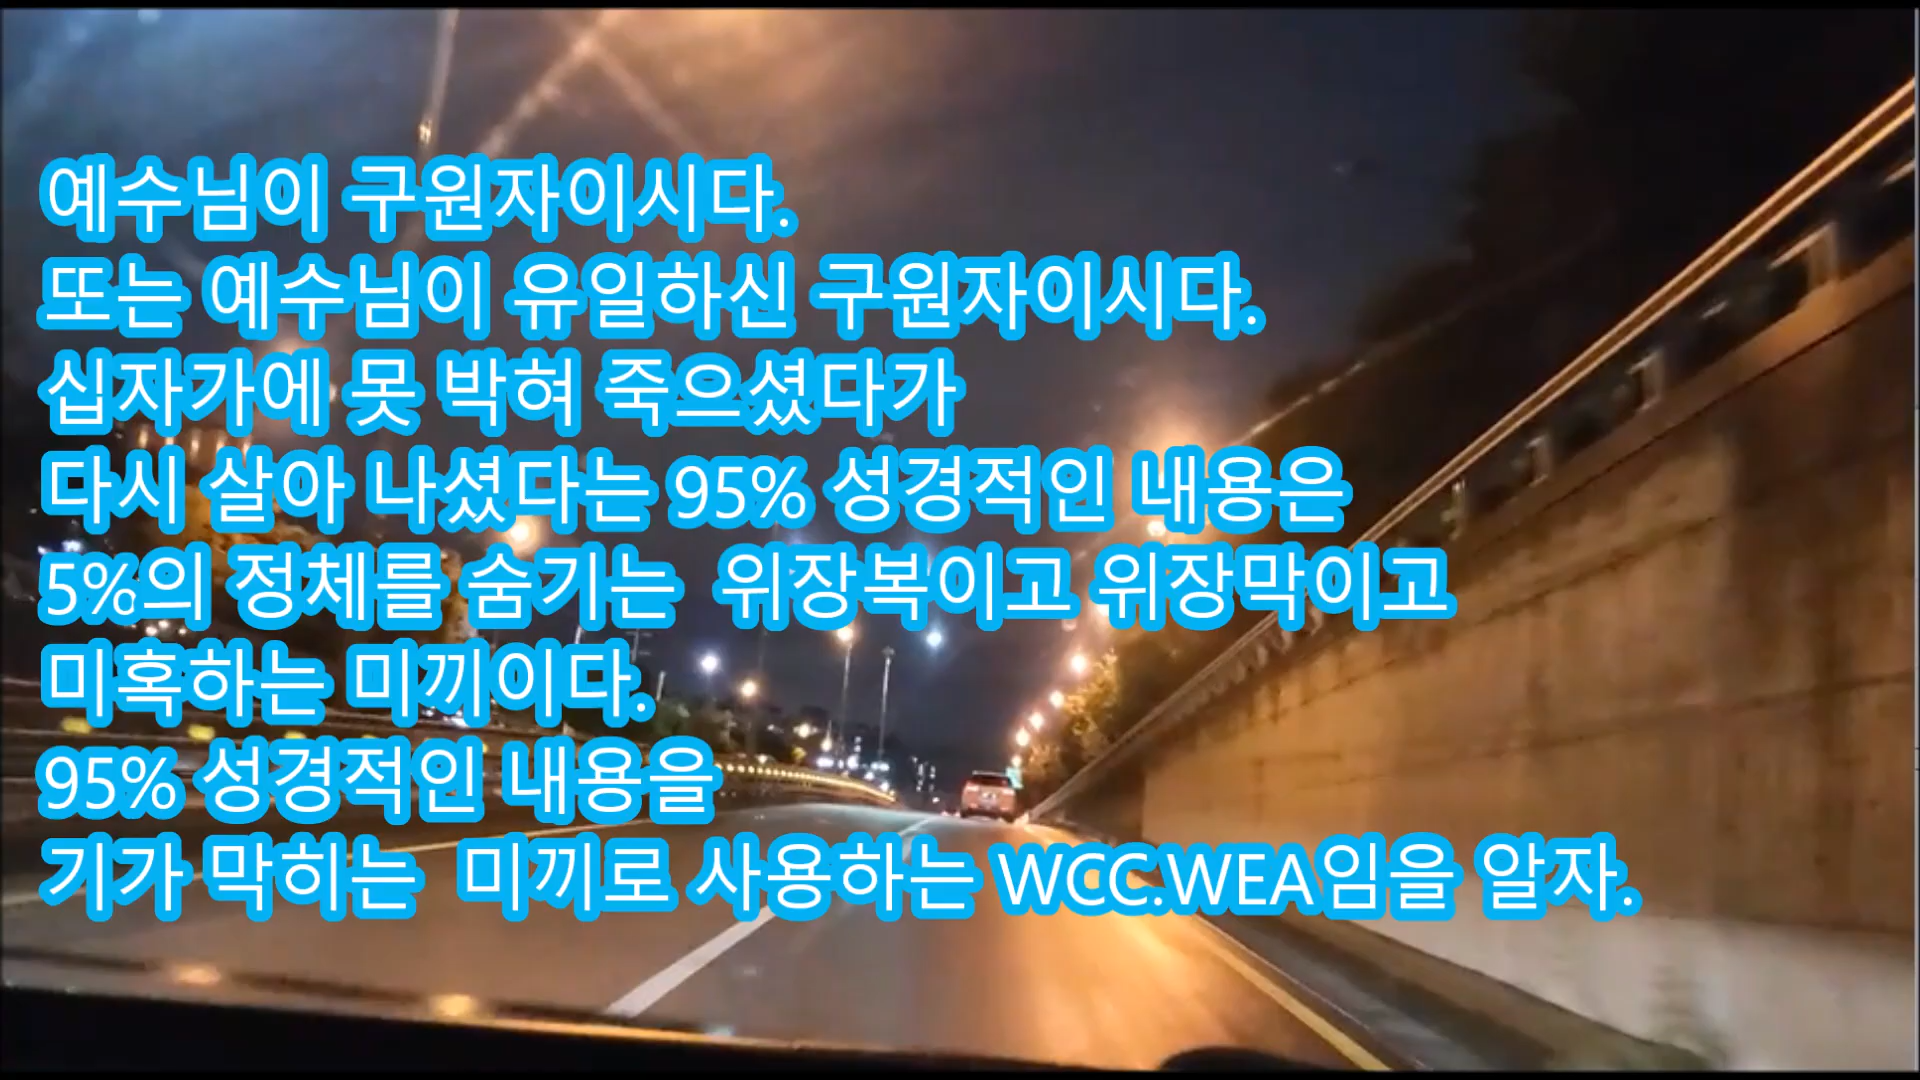 예수님이 구원자이시다.
또는 예수님이 유일하신 구원자이시다.
십자가에 못 박혀 죽으셨다가
다시 살아 나셨다는 95% 성경적인 내용은
5%의 정체를 숨기는 위장복이고 위장막이고
미혹하는 미끼이다.
95% 성경적인 내용을
기가 막히는 미끼로 사용하는 WCC.WEA임을 알자.